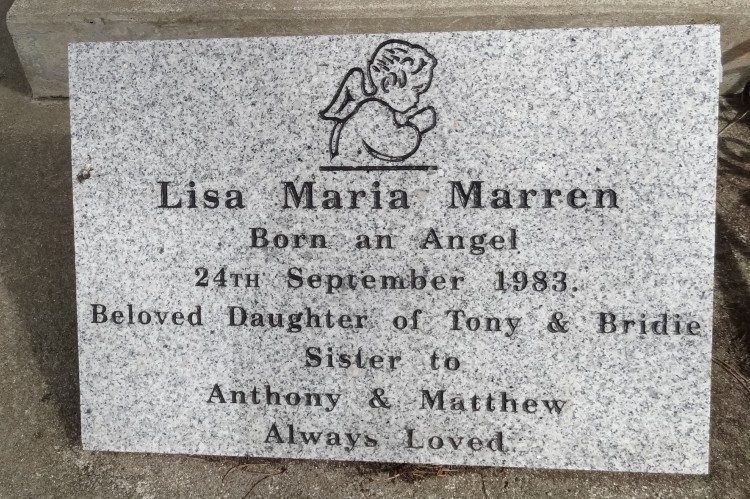 Lisa Maria Marren
Born an Angel
24TH September 1983.
Beloved Daughter of Tony & Bridie
Sister to
Anthony & Matthew
Always Loved.